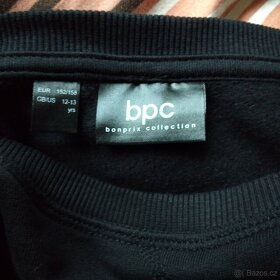 EUR 152/158
GB/US 12-13
yrs
bpc
bonprix collection
Bazos.cz